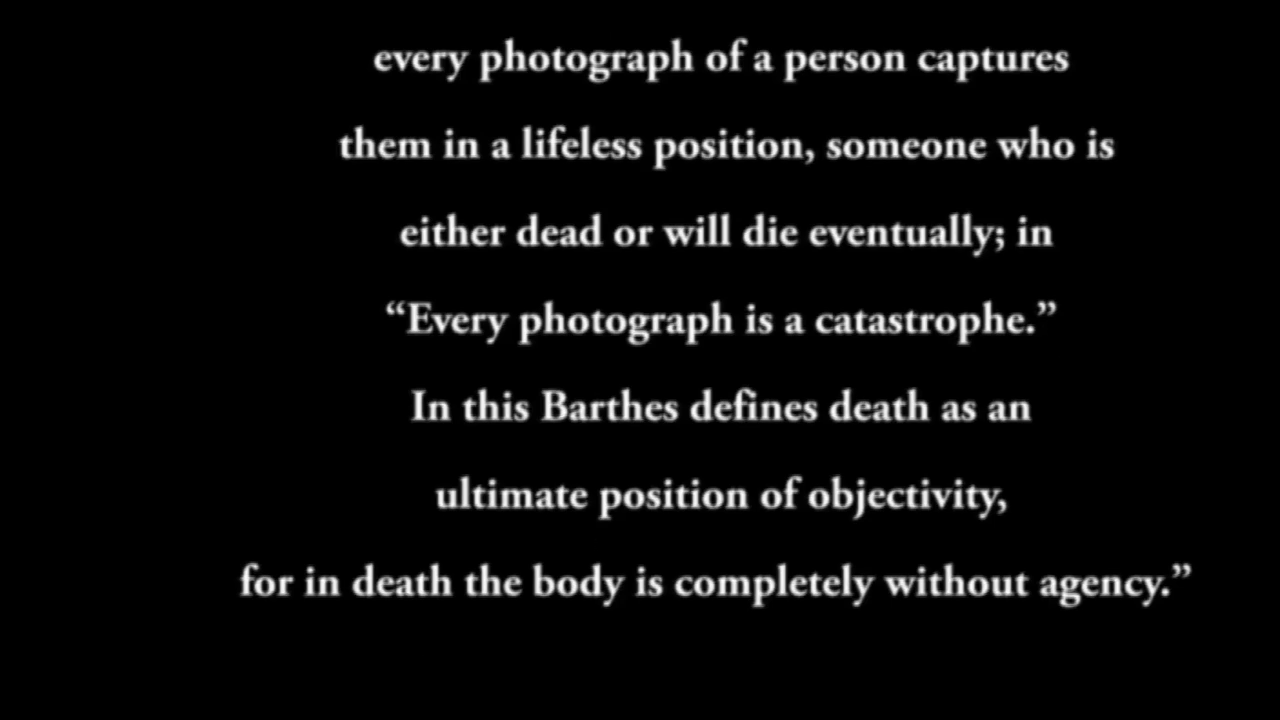 every photograph of a person captures
them in a lifeless position, someone who is
either dead or will die eventually; in
“Every photograph is a catastrophe.”
In this Barthes defines death as an
ultimate position of objectivity,
for in death the body is completely without agency.”